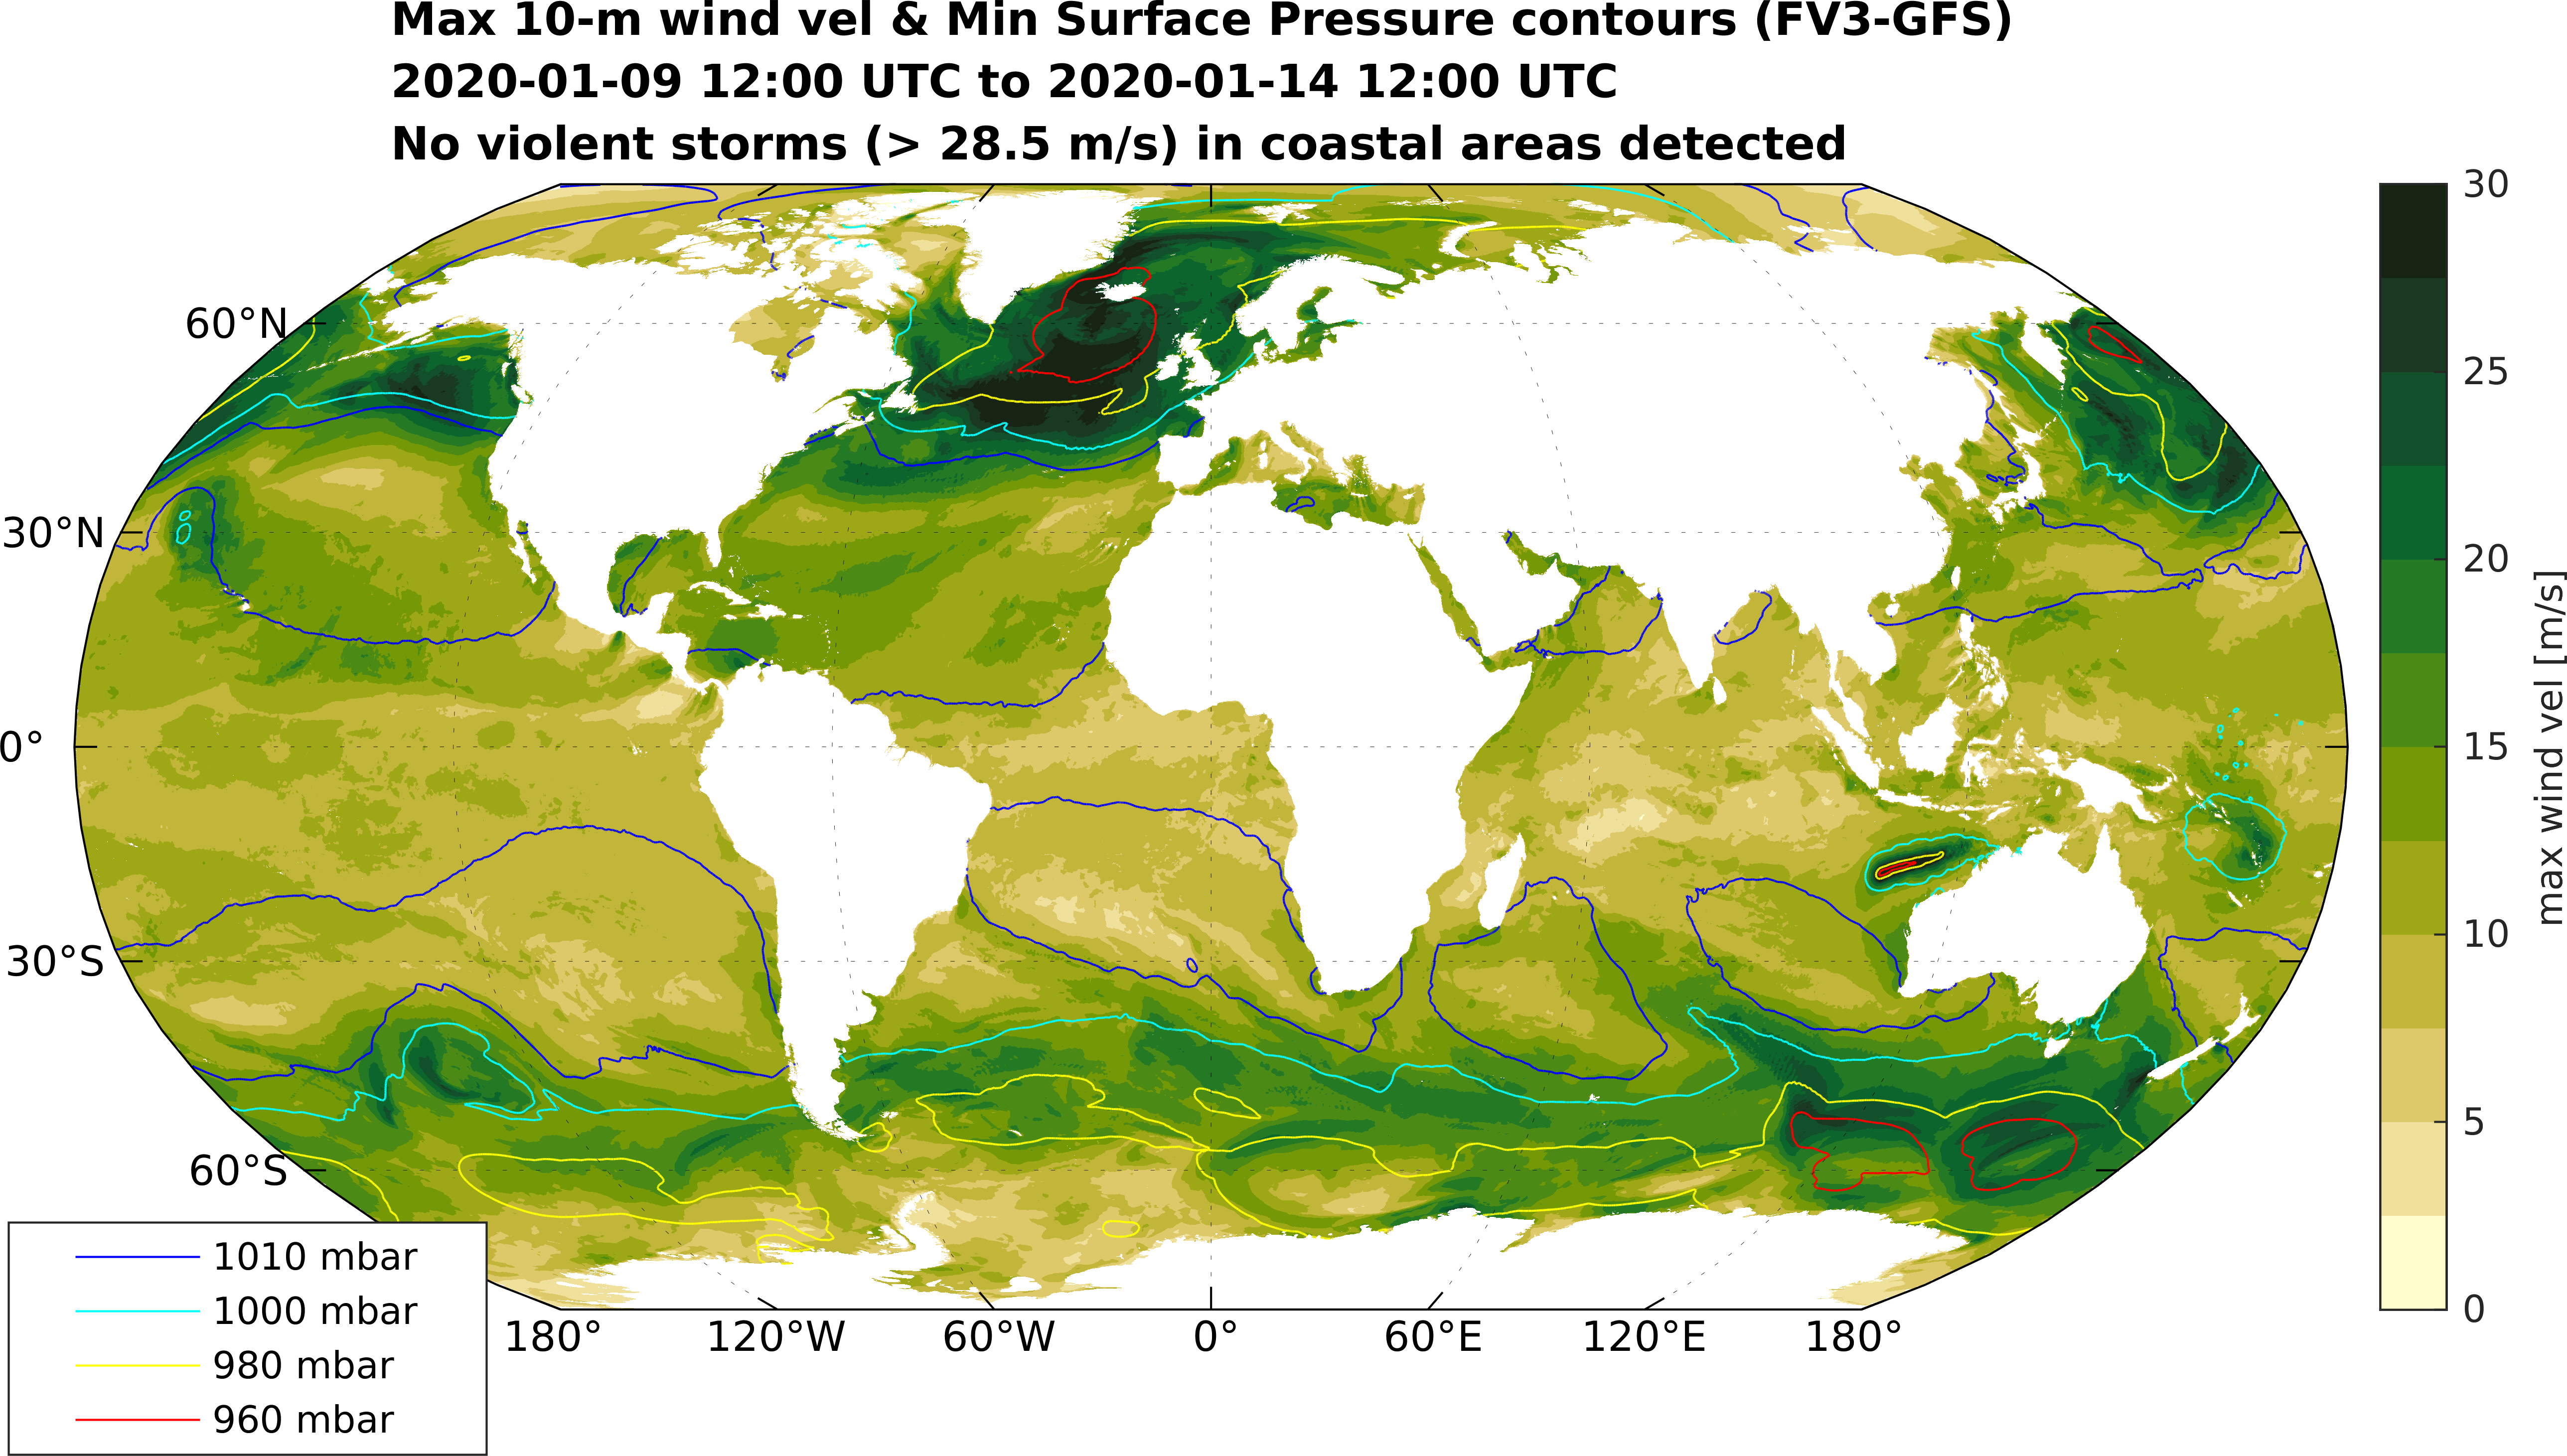 Max 10-m wind vel & Min Surface Pressure contours (FV3-GFS)
2020-01-09 12:00 UTC to 2020-01-14 12:00 UTC
No violent storms (> 28.5 m/s) in coastal areas detected
60°N
30°N
0°
30°S
60°S
180°
120°W
60°W
0°
60°E
120°E
180°
1010 mbar
1000 mbar
980 mbar
960 mbar
30
25
20
15
10
5
0
max wind vel [m/s]